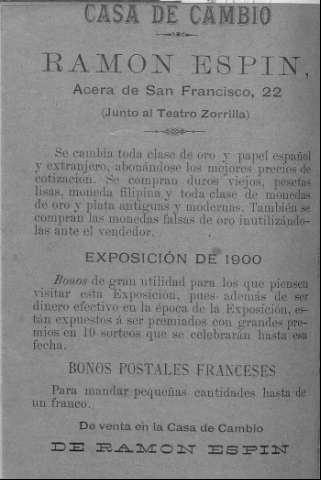 CASA DE CAMBIO
RAMON ESPIN,
Acera de San Francisco, 22
(Junto al Teatro Zorrilla)
Se cambia toda clase de oro y papel español
y extranjero, abonándose los mejores precios de
cotización. Se compran duros viejos, pesetas
lisas, moneda filipina y toda clase de monedas
de oro y plata antiguas y modernas. También se
compran las monedas falsas de oro inutilizándo-
las ante el vendedor.
EXPOSICIÓN DE 1900
Bonos de gran utilidad para los que piensen
visitar esta Exposición, pues además de ser
dinero efectivo en la época de la Exposición, es-
tán expuestos á ser premiados con grandes pre-
mios en 10 sorteos que se celebrarán hasta esa
fecha.
BONOS POSTALES FRANCESES
Para mandar pequeñas cantidades hasta de
un franco.
De venta en la Casa de Cambio
DE RAMON ESPIN